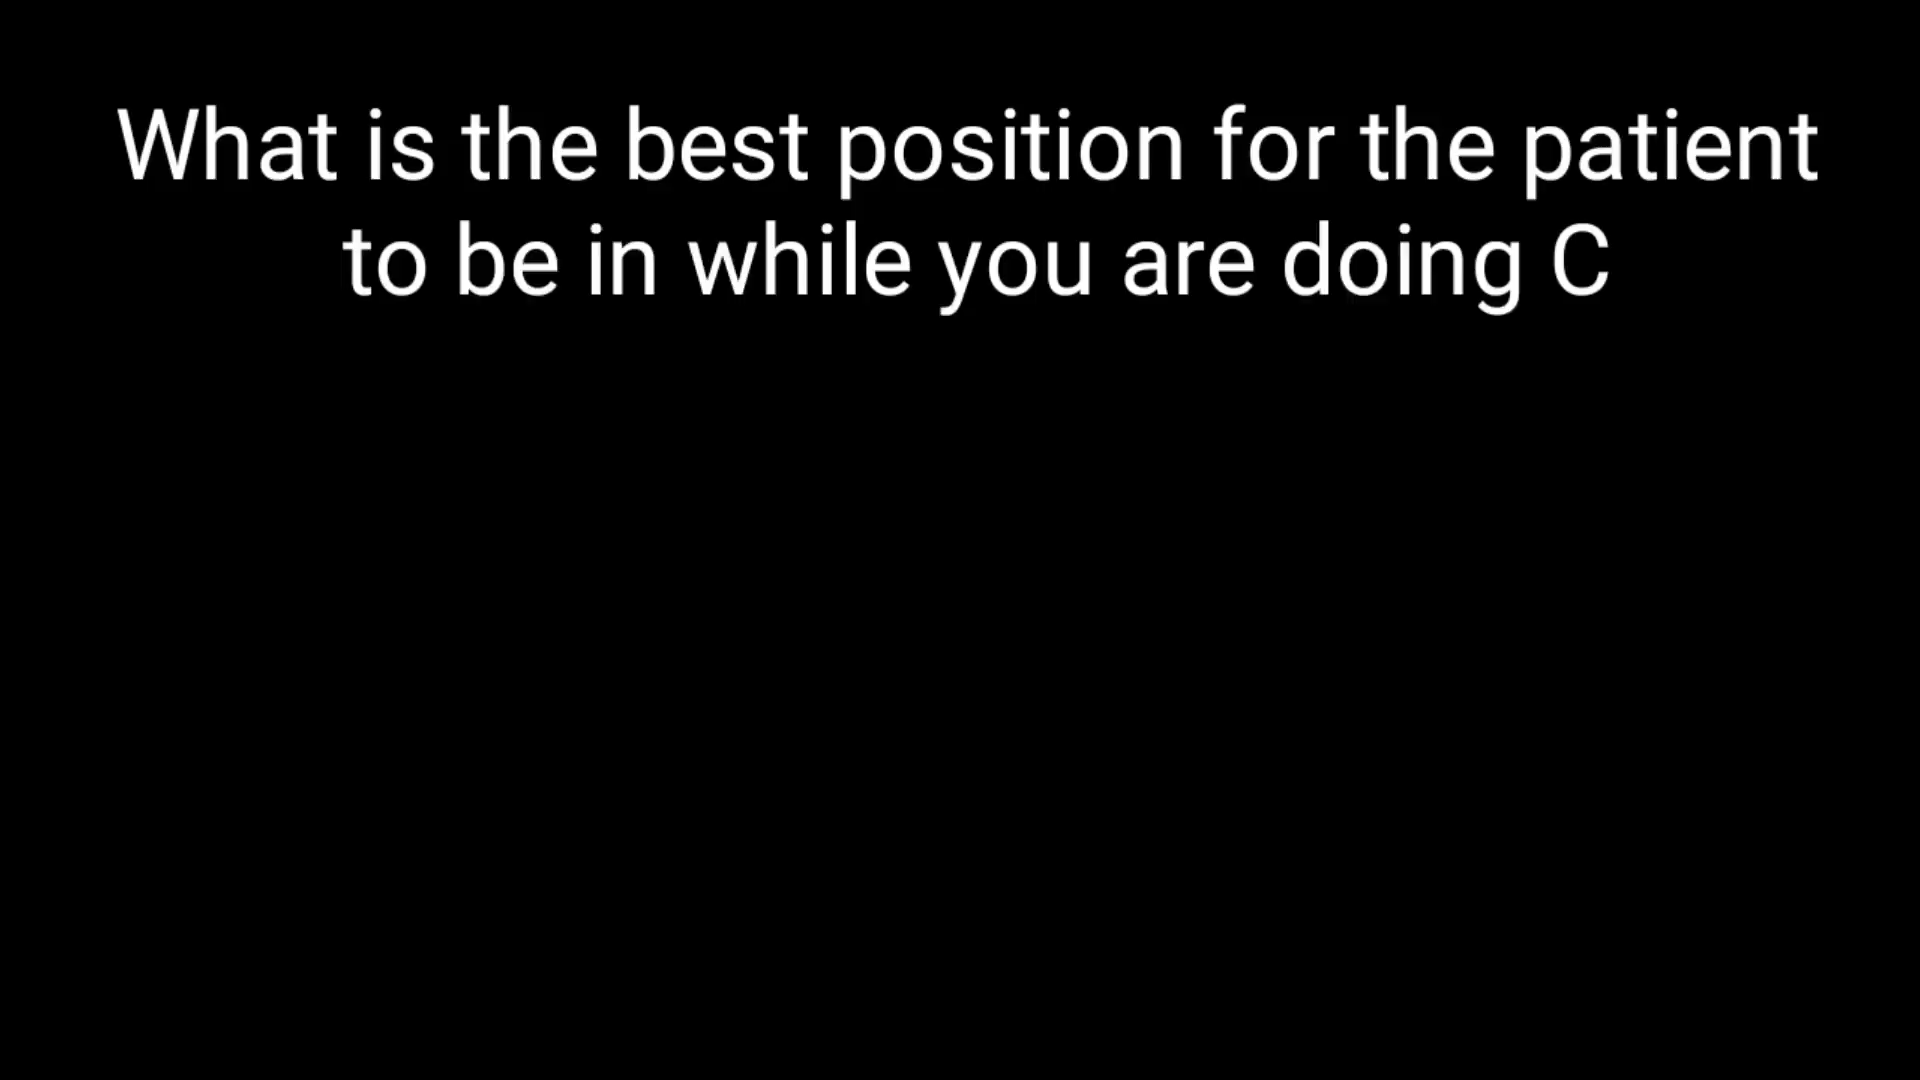 What is the best position for the patient
to be in while you are doing C